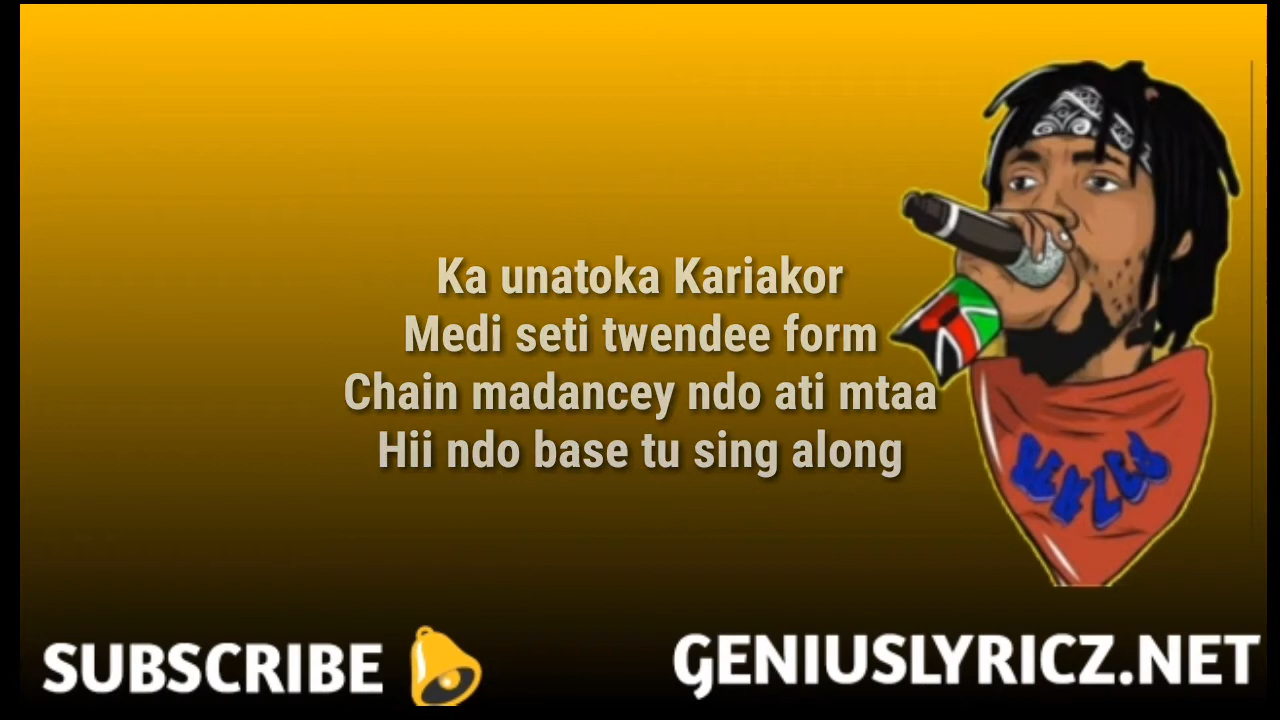 Ka unatoka Kariakor
Medi seti twendee form
Chain madancey ndo ati mtaa
Hii ndo base tu sing along
SUBSCRIBE
GENIUSLYRICZ.NET